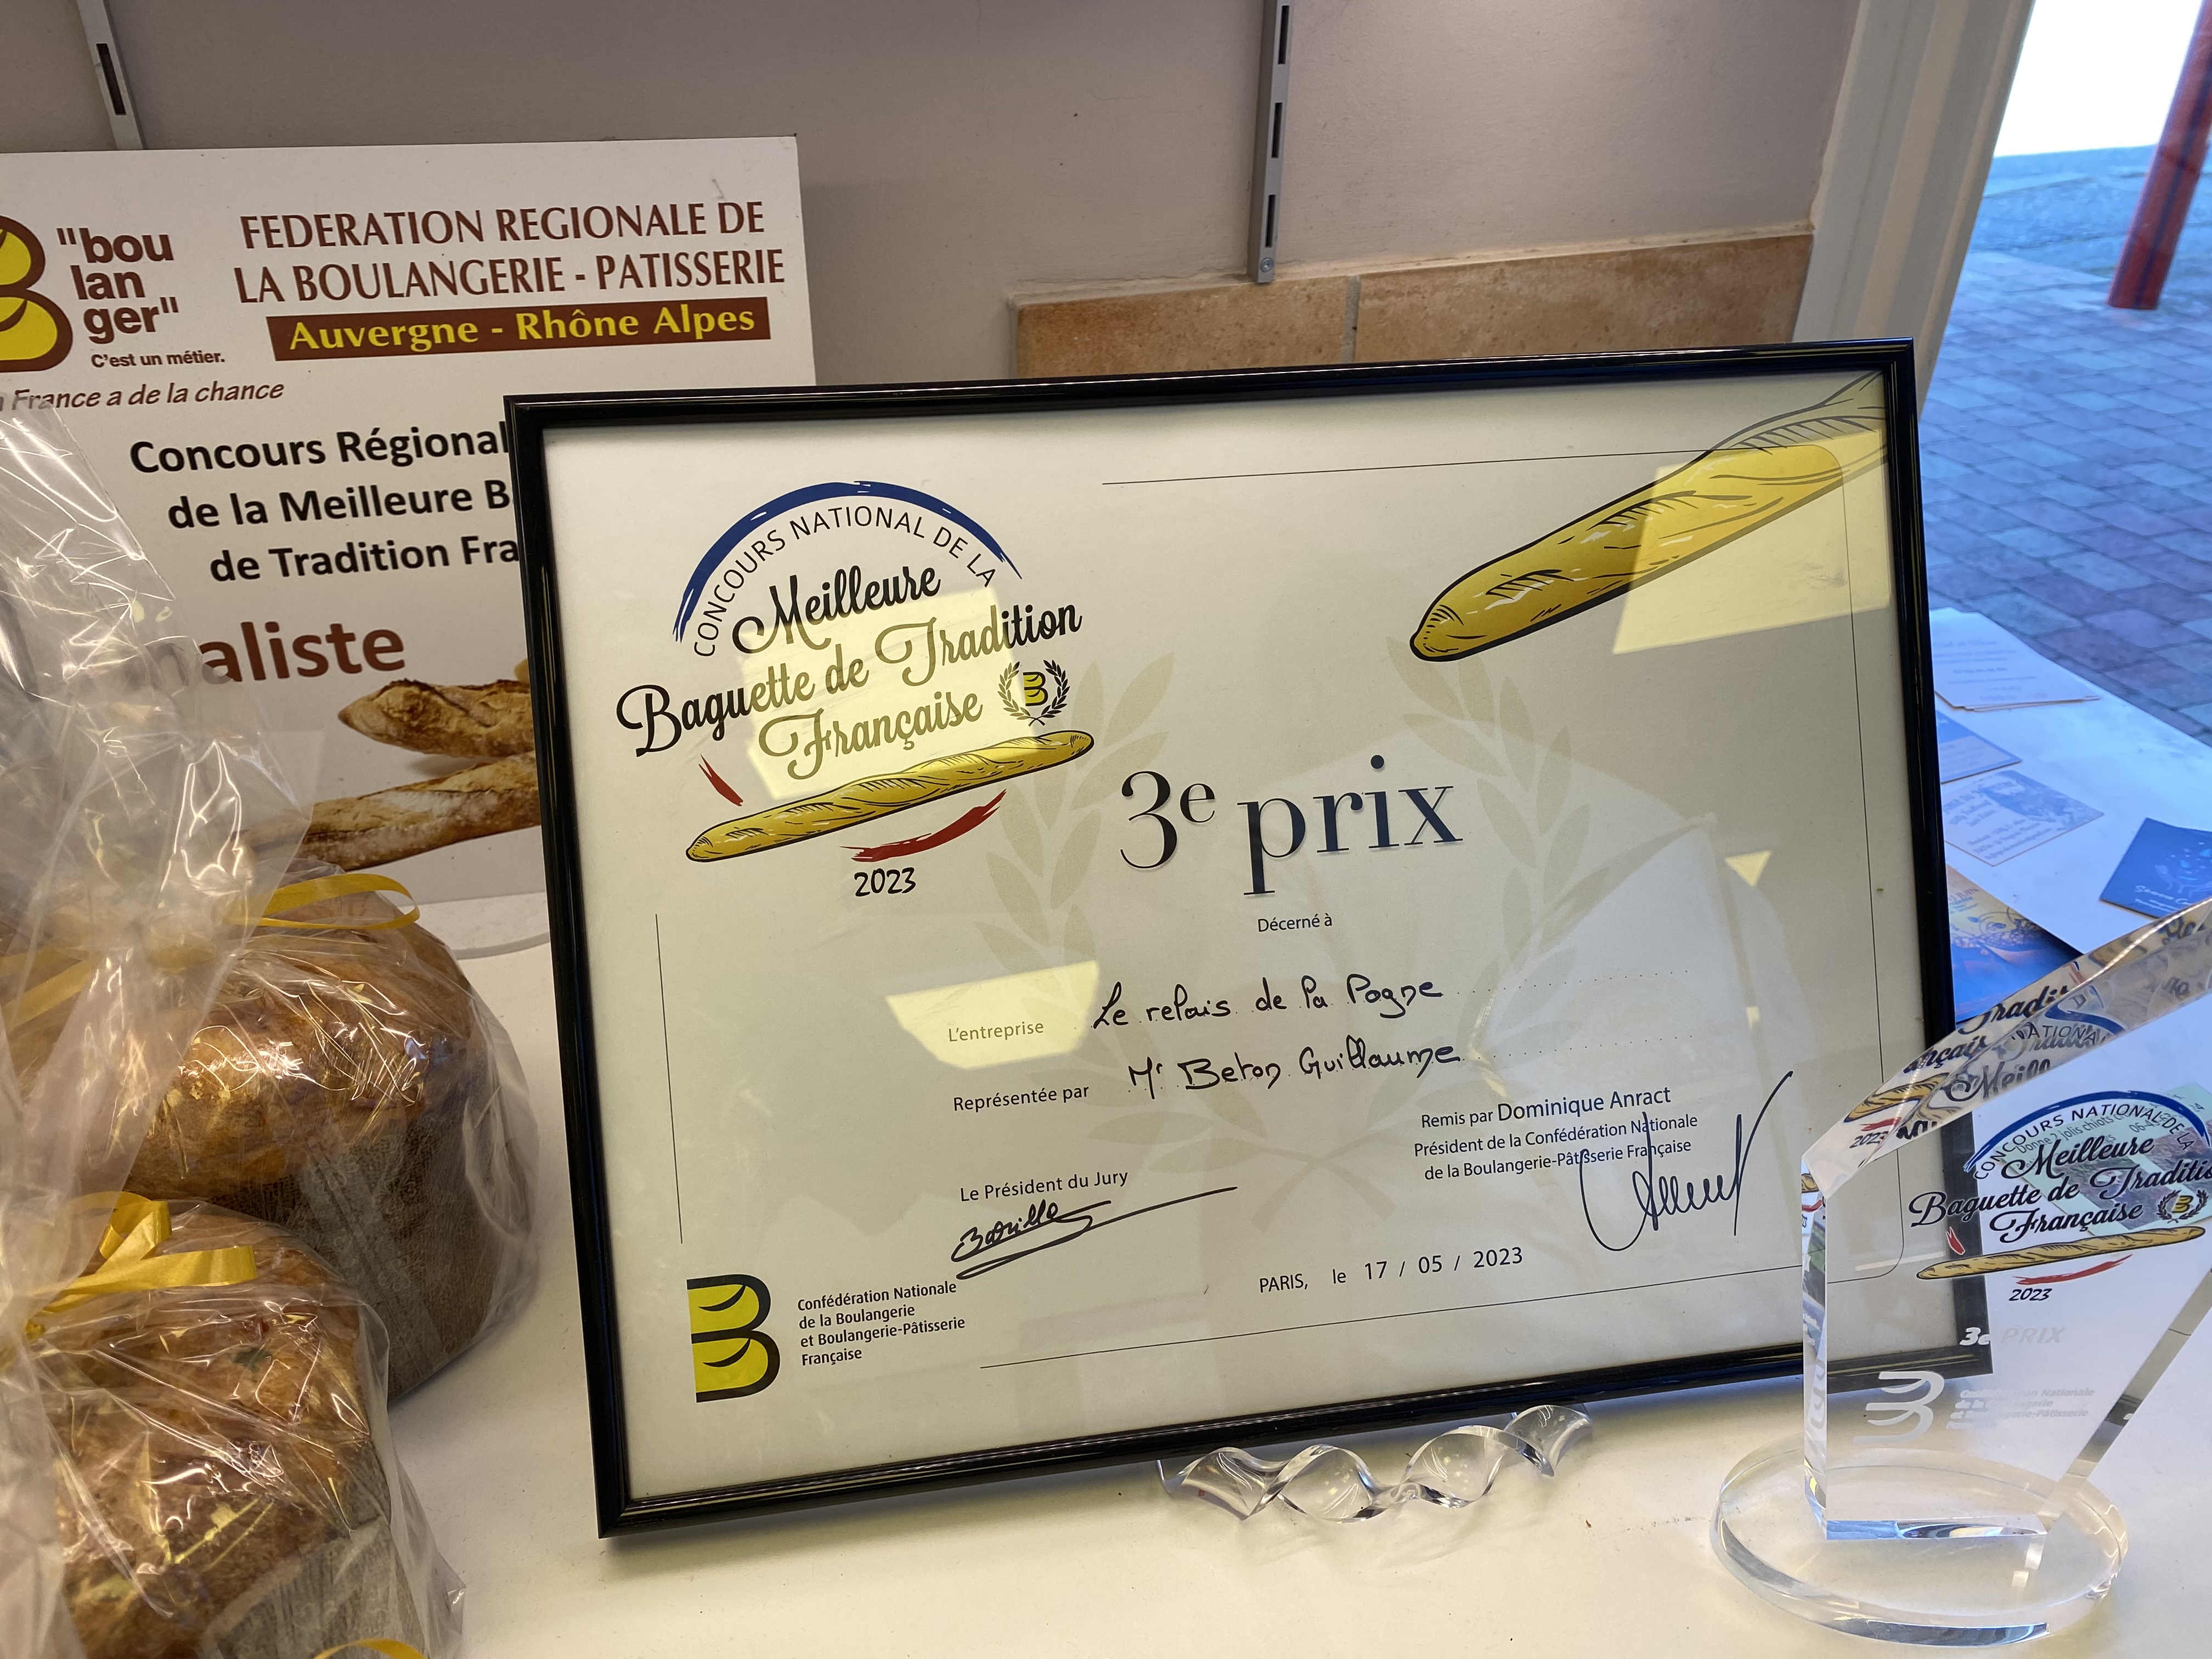 "bou
lan
ger"
C'est un métier.
France a de la chance
FEDERATION REGIONALE DE
LA BOULANGERIE - PATISSERIE
Auvergne - Rhône Alpes
Concours Régional
de la Meilleure B
de Tradition Fra
aliste
CONCOURS NATIONAL DE LA
Meilleure
Baguette de Tradition
Française
2023
3e prix
Décerné à
L'entreprise Le relais de la Pogne
Représentée par Mr Beton Guillaume
Remis par Dominique Anract
Président de la Confédération Nationale
de la Boulangerie-Pâtisserie Française
Le Président du Jury
PARIS, le 17 / 05 / 2023
Confédération Nationale
de la Boulangerie
et Boulangerie-Pâtisserie
Française
CONCOURS NATIONAL DE LA
Meilleure
Baguette de Traditi
Française
2023
3e PRIX